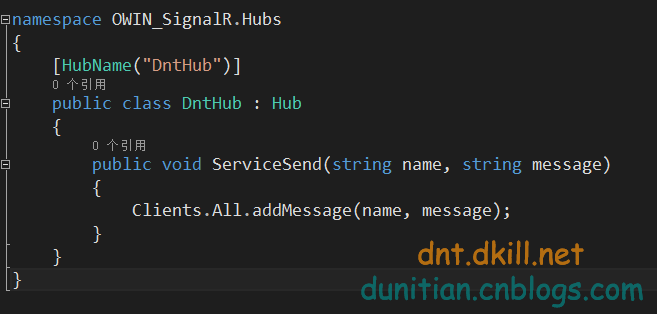 namespace OWIN_SignalR.Hubs
{
[HubName("DntHub")]
0 个引用
public class DntHub : Hub
{
0 个引用
public void ServiceSend(string name, string message)
{
Clients.All.addMessage(name, message);
}
}
}
dnt.dkill.net
dunitian.cnblogs.com